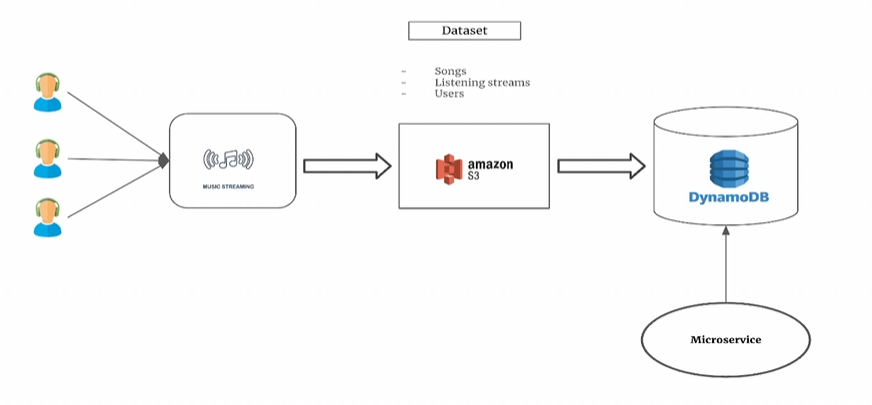 Dataset
- Songs
- Listening streams
- Users
MUSIC STREAMING
amazon
S3
DynamoDB
Microservice